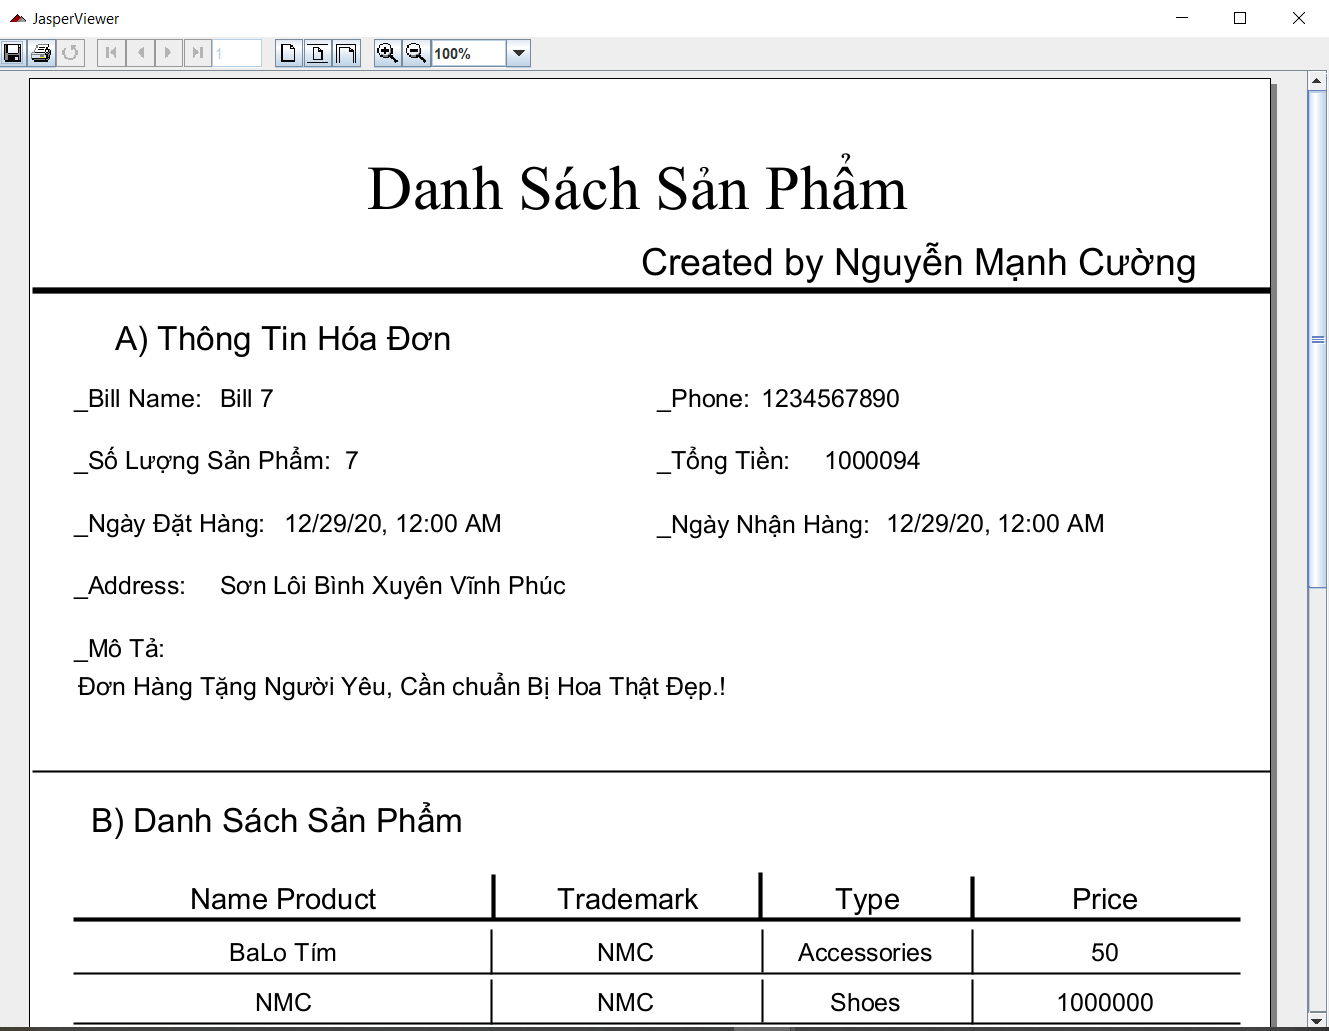 JasperViewer
1
100%
Danh Sách Sản Phẩm
Created by Nguyễn Mạnh Cường
A) Thông Tin Hóa Đơn
_Bill Name: Bill 7 _Phone: 1234567890
_Số Lượng Sản Phẩm: 7 _Tổng Tiền: 1000094
_Ngày Đặt Hàng: 12/29/20, 12:00 AM _Ngày Nhận Hàng: 12/29/20, 12:00 AM
_Address: Sơn Lôi Bình Xuyên Vĩnh Phúc
_Mô Tả:
Đơn Hàng Tặng Người Yêu, Cần chuẩn Bị Hoa Thật Đẹp.!
B) Danh Sách Sản Phẩm
Name Product Trademark Type Price
BaLo Tím NMC Accessories 50
NMC NMC Shoes 1000000